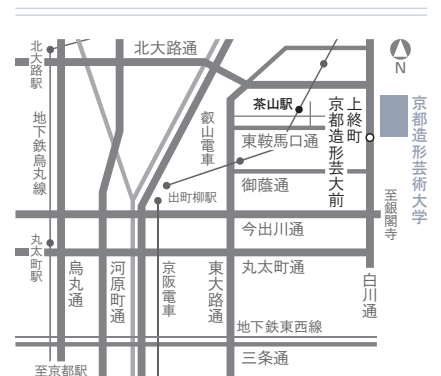 北大路駅
北大路通
N
茶山駅
上終町
京都造形芸大前
京都造形芸術大学
地下鉄烏丸線
叡山電車
東鞍馬口通
出町柳駅
御蔭通
至銀閣寺
今出川通
丸太町駅
丸太町通
烏丸通
河原町通
京阪電車
東大路通
白川通
地下鉄東西線
三条通
至京都駅